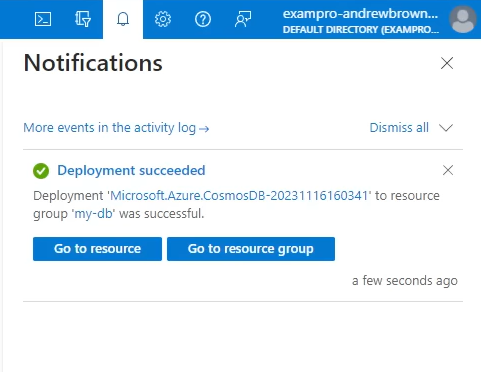 exampro-andrewbrown...
DEFAULT DIRECTORY (EXAMPRO...
Notifications
More events in the activity log→
Dismiss all
Deployment succeeded
Deployment 'Microsoft.Azure.CosmosDB-20231116160341' to resource
group 'my-db' was successful.
Go to resource
Go to resource group
a few seconds ago